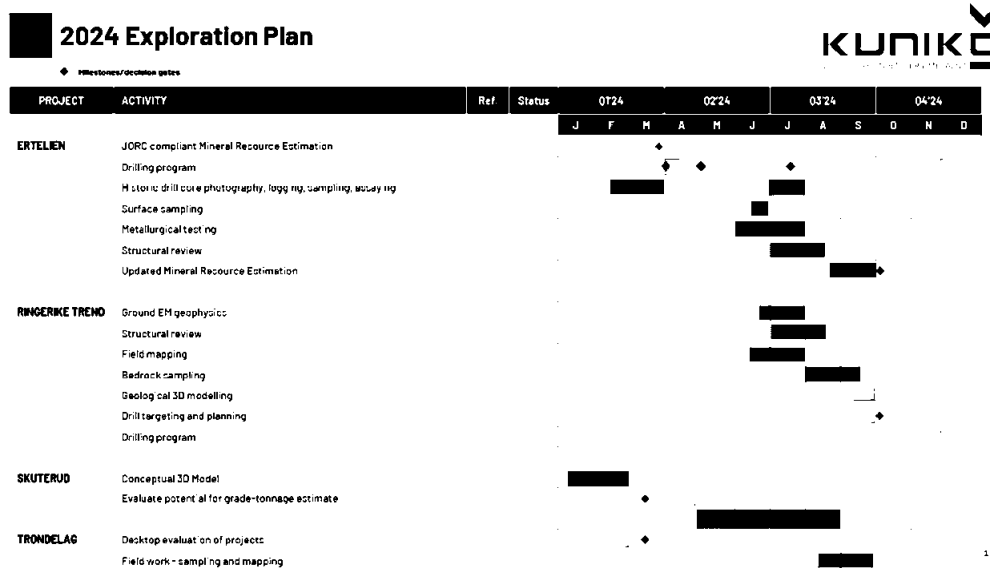 2024 Exploration Plan
KUNIKO
Milestones/decision gates
PROJECT ACTIVITY Ref. Status Q1'24 Q2'24 Q3'24 Q4'24
J F M A M J J A S O N D
ERTELIEN JORC compliant Mineral Resource Estimation
Drilling program
Historic drill core photography, logging, sampling, assaying
Surface sampling
Metallurgical testing
Structural review
Updated Mineral Resource Estimation
RINGERIKE TREND Ground EM geophysics
Structural review
Field mapping
Bedrock sampling
Geological 3D modelling
Drill targeting and planning
Drilling program
SKUTERUD Conceptual 3D Model
Evaluate potential for grade-tonnage estimate
TRONDELAG Desktop evaluation of projects
Field work - sampling and mapping
1